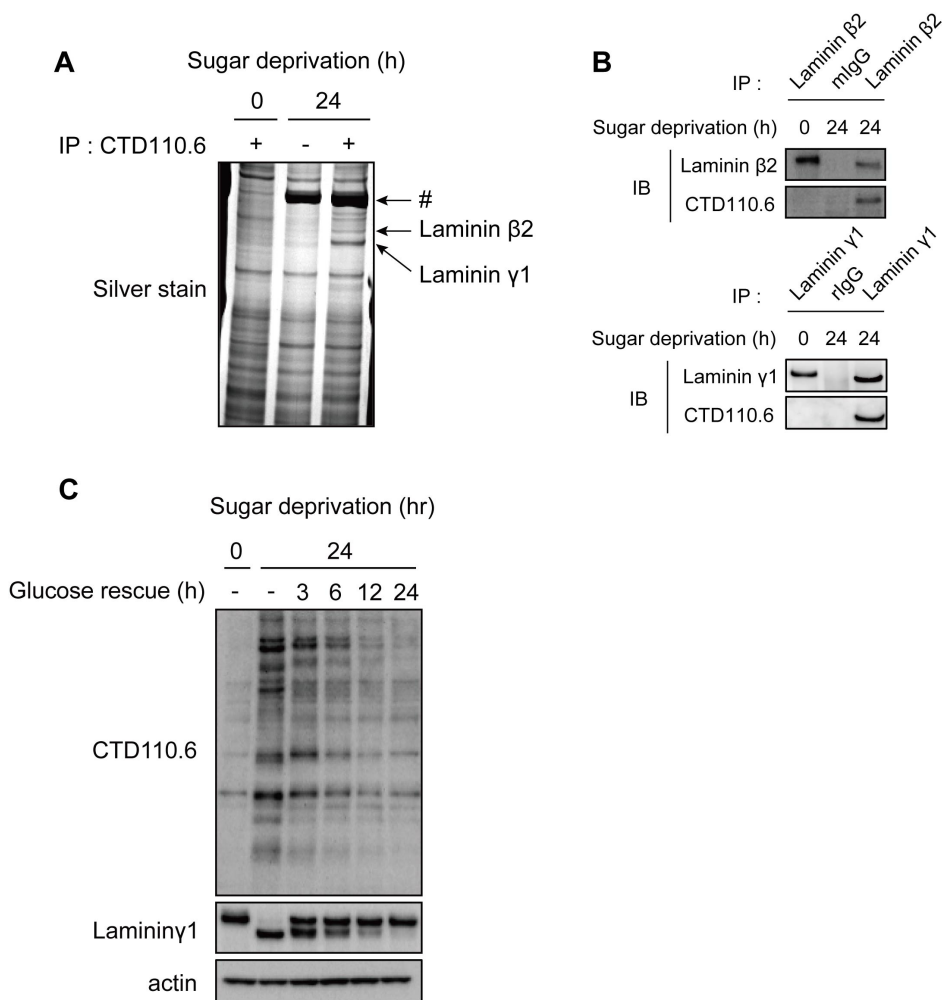 A
Sugar deprivation (h)
0 24
IP : CTD110.6 + - +
#
Laminin β2
Laminin γ1
Silver stain
B
IP : Laminin β2 mIgG Laminin β2
Sugar deprivation (h) 0 24 24
IB
Laminin β2
CTD110.6
IP : Laminin γ1 rIgG Laminin γ1
Sugar deprivation (h) 0 24 24
IB
Laminin γ1
CTD110.6
C
Sugar deprivation (hr)
0 24
Glucose rescue (h) - - 3 6 12 24
CTD110.6
Lamininγ1
actin